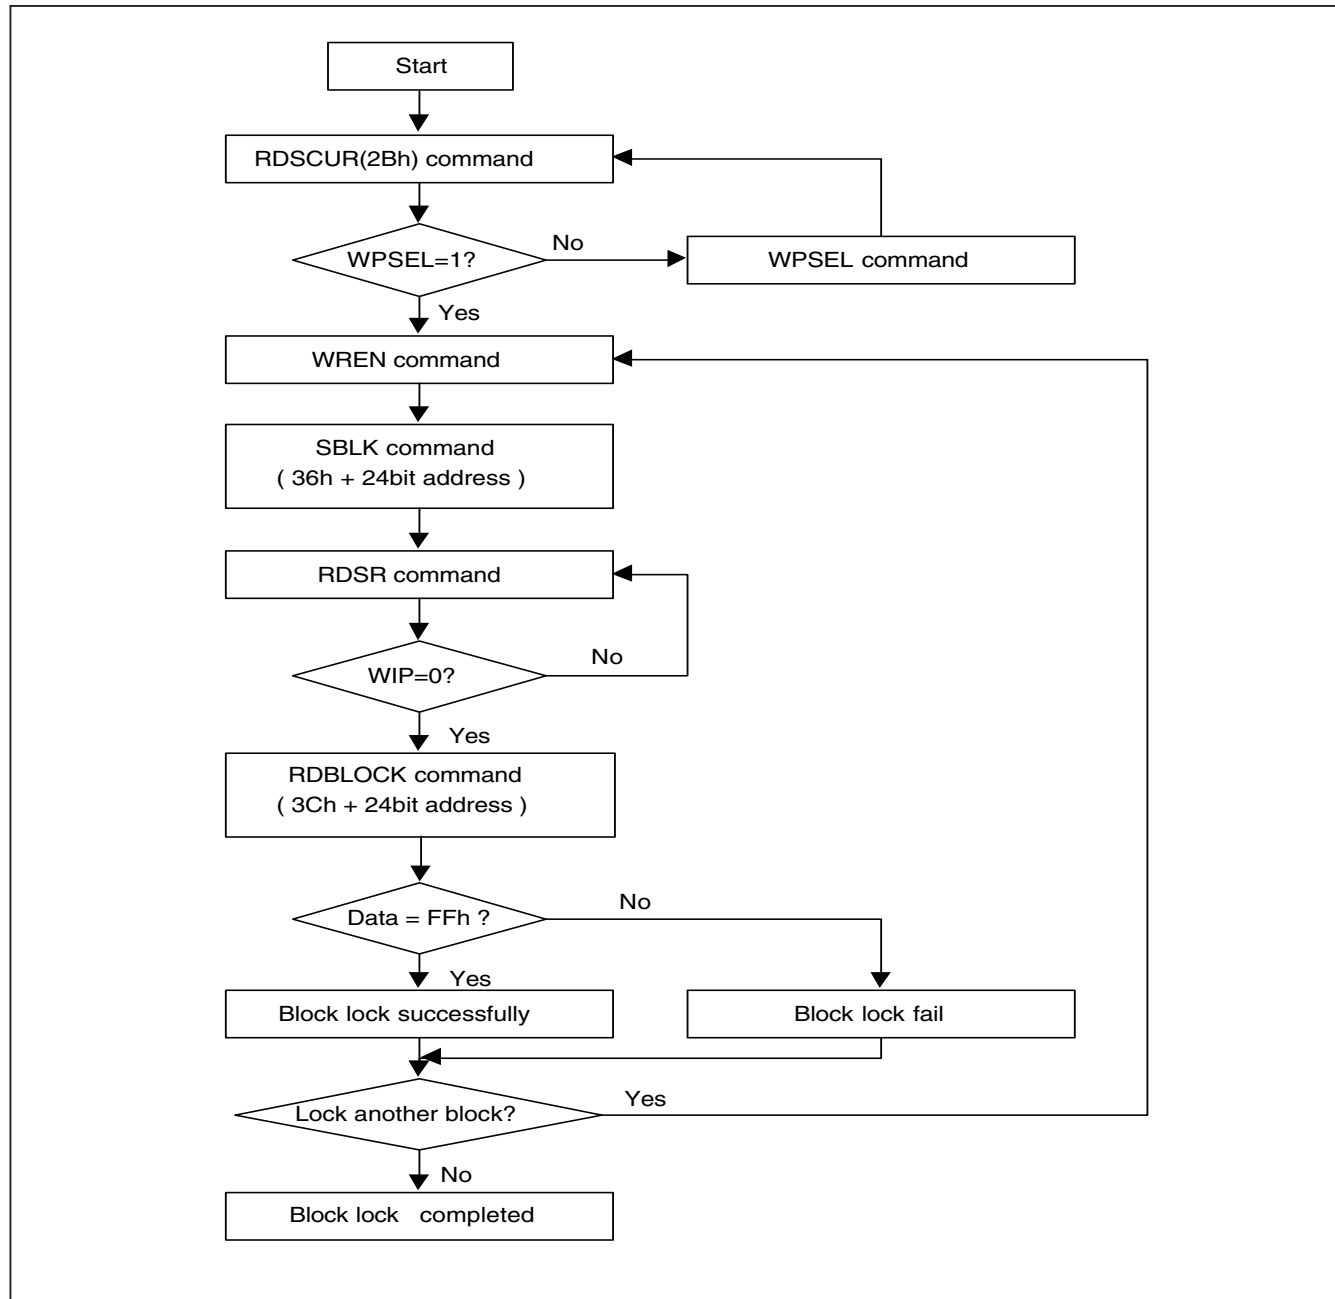 Start
RDSCUR(2Bh) command
WPSEL=1?
No
WPSEL command
Yes
WREN command
SBLK command
( 36h + 24bit address )
RDSR command
WIP=0?
No
Yes
RDBLOCK command
( 3Ch + 24bit address )
Data = FFh ?
No
Yes
Block lock successfully
Block lock fail
Lock another block?
Yes
No
Block lock completed